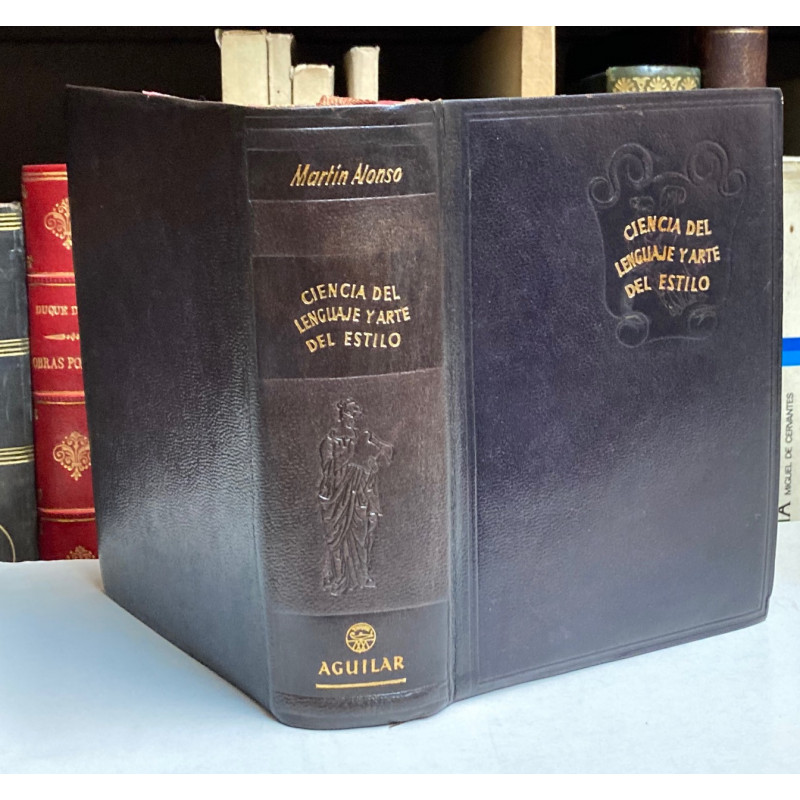 Martín Alonso
CIENCIA DEL
LENGUAJE Y ARTE
DEL ESTILO
AGUILAR
CIENCIA DEL
LENGUAJE Y ARTE
DEL ESTILO
DUQUE
OBRAS
MIGUEL DE CERVANTES